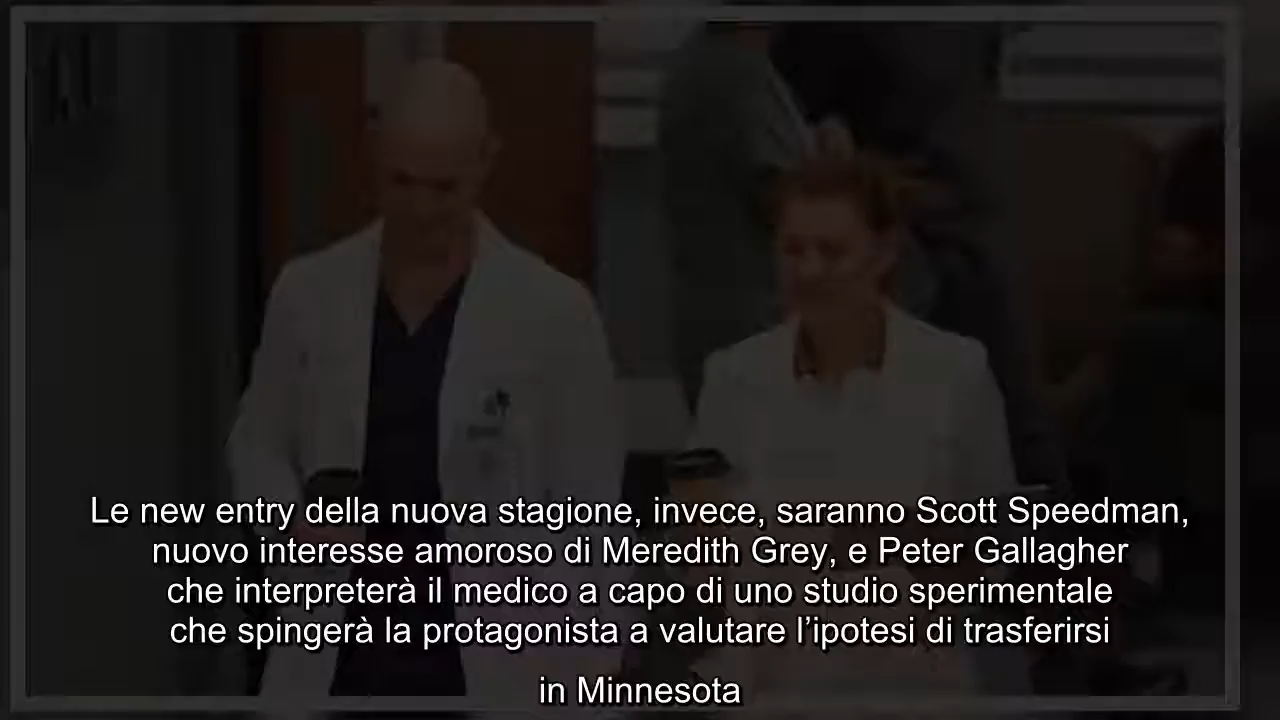 Le new entry della nuova stagione, invece, saranno Scott Speedman,
nuovo interesse amoroso di Meredith Grey, e Peter Gallagher
che interpreterà il medico a capo di uno studio sperimentale
che spingerà la protagonista a valutare l’ipotesi di trasferirsi
in Minnesota